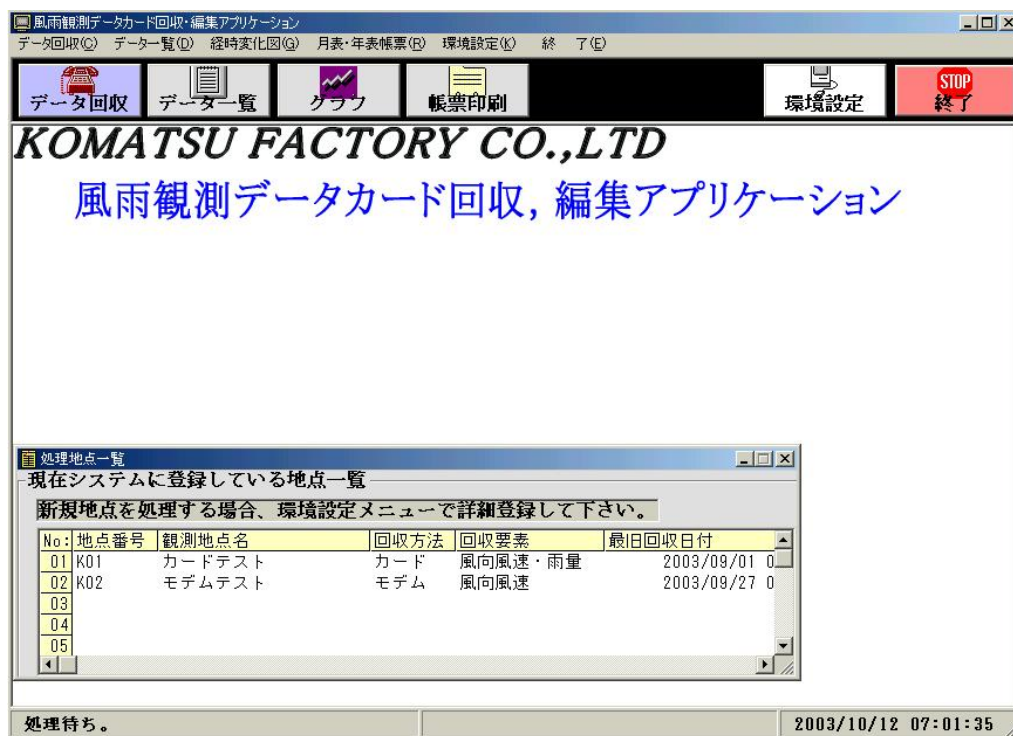 風雨観測データカード回収・編集アプリケーション
データ回収(C) データ一覧(D) 経時変化図(G) 月表・年表帳票(R) 環境設定(K) 終 了(E)
データ回収 データ一覧 グラフ 帳票印刷 環境設定 STOP 終了
KOMATSU FACTORY CO.,LTD
風雨観測データカード回収, 編集アプリケーション
処理地点一覧
現在システムに登録している地点一覧
新規地点を処理する場合、環境設定メニューで詳細登録して下さい。
No: 地点番号 観測地点名 回収方法 回収要素 最旧回収日付
01 K01 カードテスト カード 風向風速・雨量 2003/09/01 0
02 K02 モデムテスト モデム 風向風速 2003/09/27 0
03
04
05
処理待ち。 2003/10/12 07:01:35